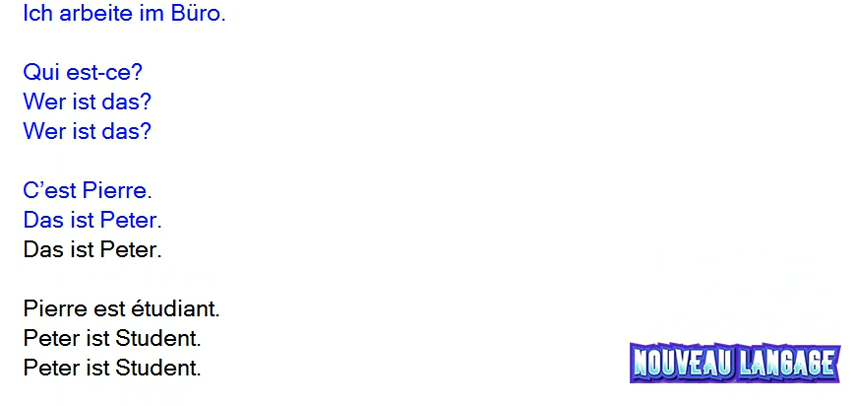 Ich arbeite im Büro.
Qui est-ce?
Wer ist das?
Wer ist das?
C’est Pierre.
Das ist Peter.
Das ist Peter.
Pierre est étudiant.
Peter ist Student.
Peter ist Student.
NOUVEAU LANGAGE